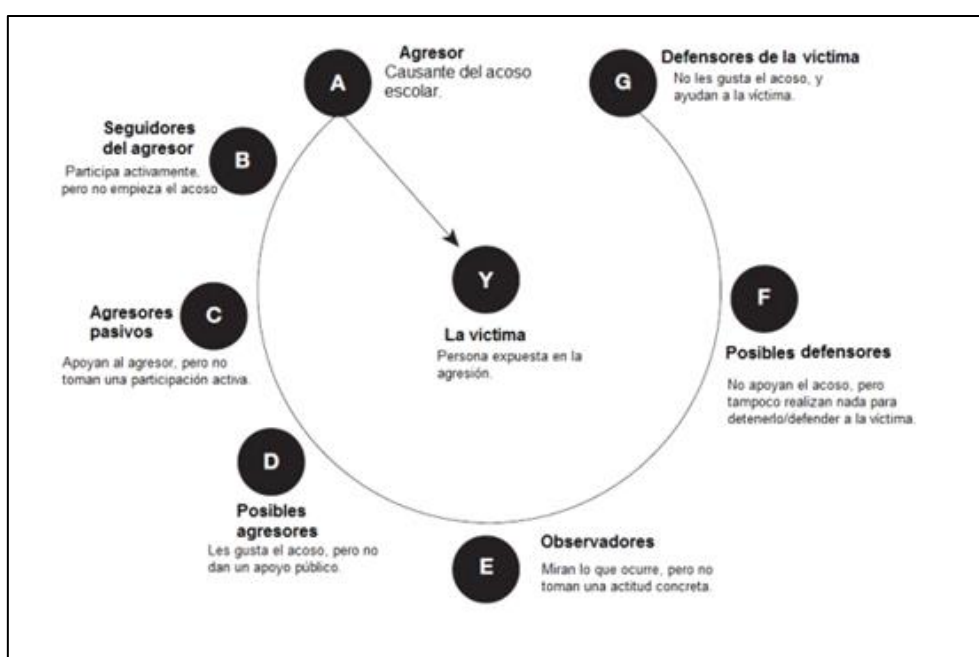 A
Agresor
Causante del acoso
escolar.
G
Defensores de la víctima
No les gusta el acoso, y
ayudan a la víctima.
B
Seguidores
del agresor
Participa activamente,
pero no empieza el acoso
Y
La victima
Persona expuesta en la
agresión.
C
Agresores
pasivos
Apoyan al agresor, pero no
toman una participación activa.
F
Posibles defensores
No apoyan el acoso, pero
tampoco realizan nada para
detenerlo/defender a la víctima.
D
Posibles
agresores
Les gusta el acoso, pero no
dan un apoyo público.
E
Observadores
Miran lo que ocurre, pero no
toman una actitud concreta.